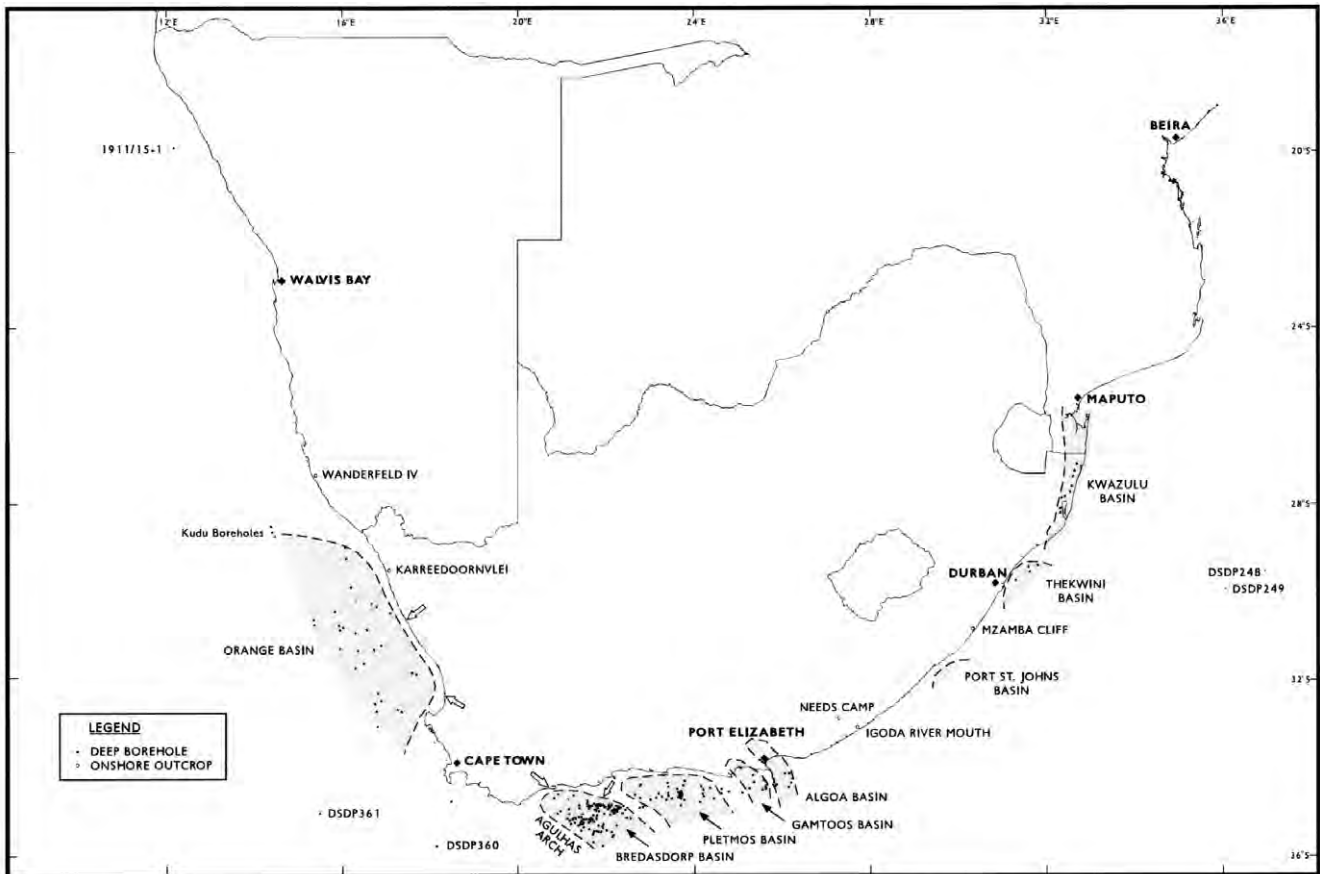 12°E 16°E 20°E 24°E 28°E 32°E 36°E
BEIRA
1911/15-1
20°S
WALVIS BAY
24°S
MAPUTO
WANDERFELD IV
KWAZULU
BASIN
28°S
Kudu Boreholes
KARREEDOORNVLEI
DURBAN
THEKWINI
BASIN
DSDP248
DSDP249
MZAMBA CLIFF
ORANGE BASIN
PORT ST. JOHNS
BASIN
32°S
NEEDS CAMP
IGODA RIVER MOUTH
PORT ELIZABETH
LEGEND
DEEP BOREHOLE
ONSHORE OUTCROP
CAPE TOWN
ALGOA BASIN
DSDP361
GAMTOOS BASIN
AGULHAS
ARCH
PLETMOS BASIN
DSDP360
BREDASDORP BASIN
36°S